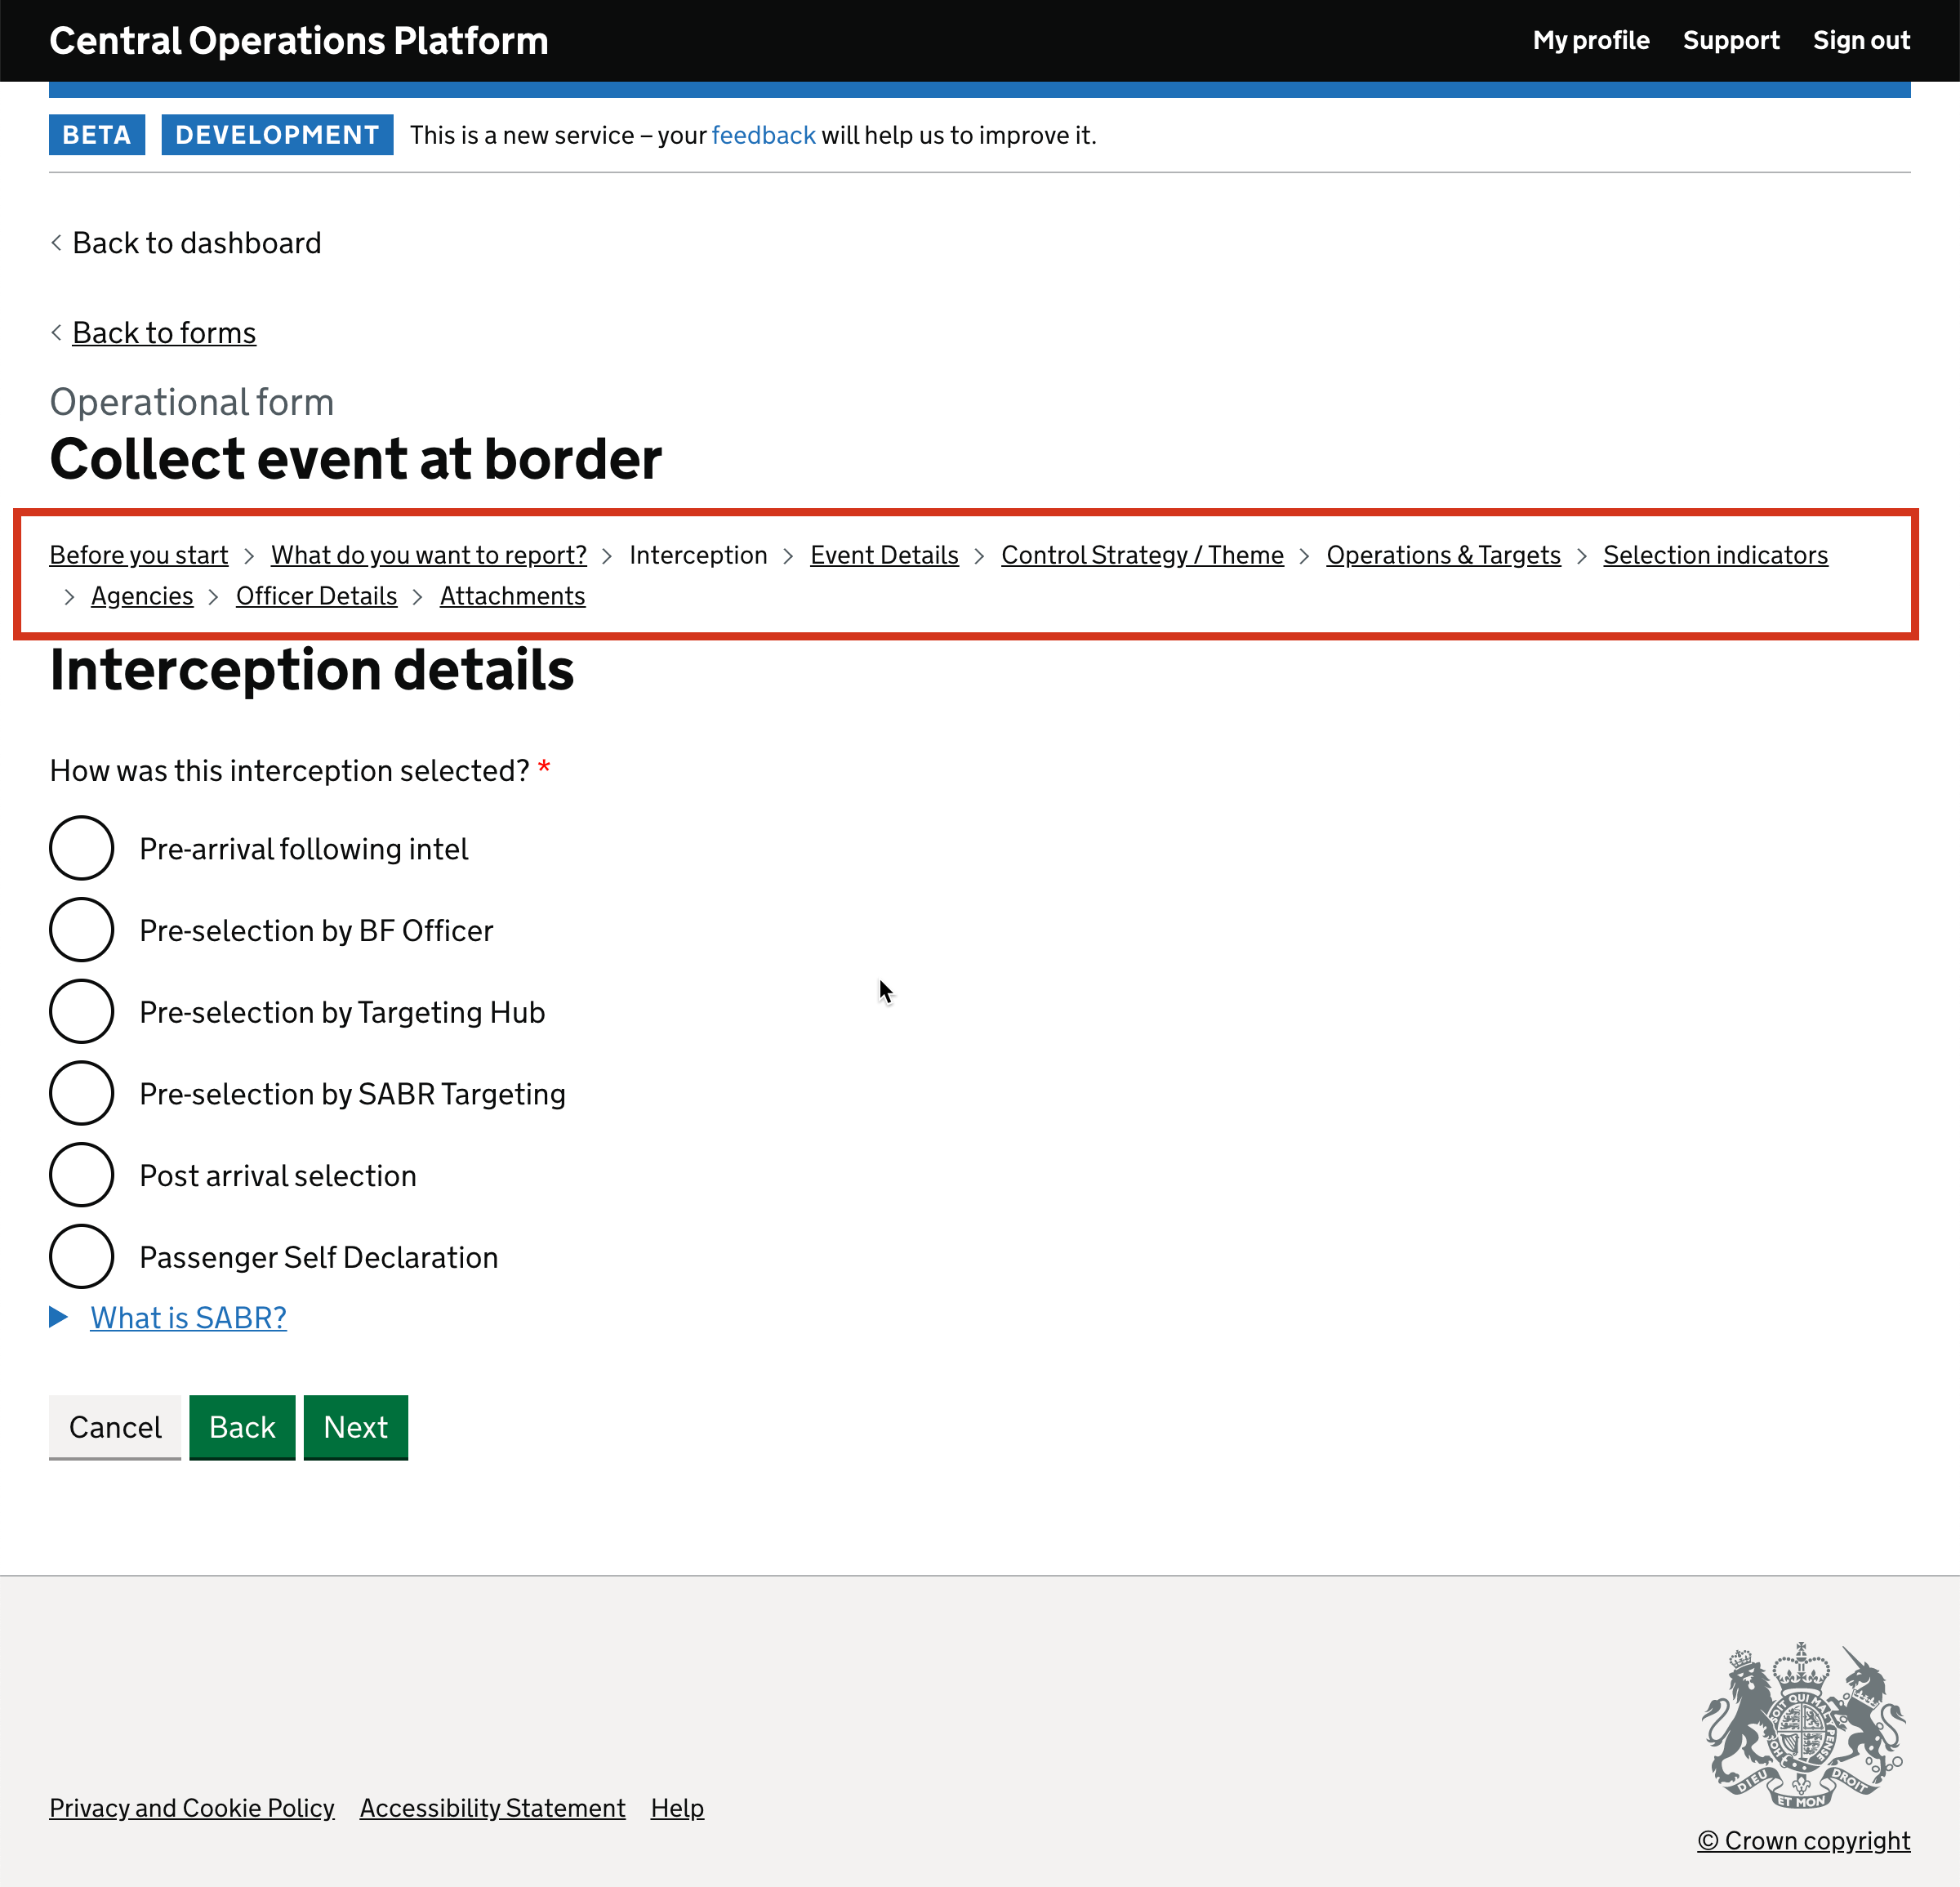 Central Operations Platform My profile Support Sign out
BETA DEVELOPMENT This is a new service – your feedback will help us to improve it.
Back to dashboard
Back to forms
Operational form
Collect event at border
Before you start > What do you want to report? > Interception > Event Details > Control Strategy / Theme > Operations & Targets > Selection indicators
> Agencies > Officer Details > Attachments
Interception details
How was this interception selected? *
Pre-arrival following intel
Pre-selection by BF Officer
Pre-selection by Targeting Hub
Pre-selection by SABR Targeting
Post arrival selection
Passenger Self Declaration
What is SABR?
Cancel Back Next
SOIT QUI MAL PENSE HON
DIEU ET MON DROIT
Privacy and Cookie Policy Accessibility Statement Help
© Crown copyright